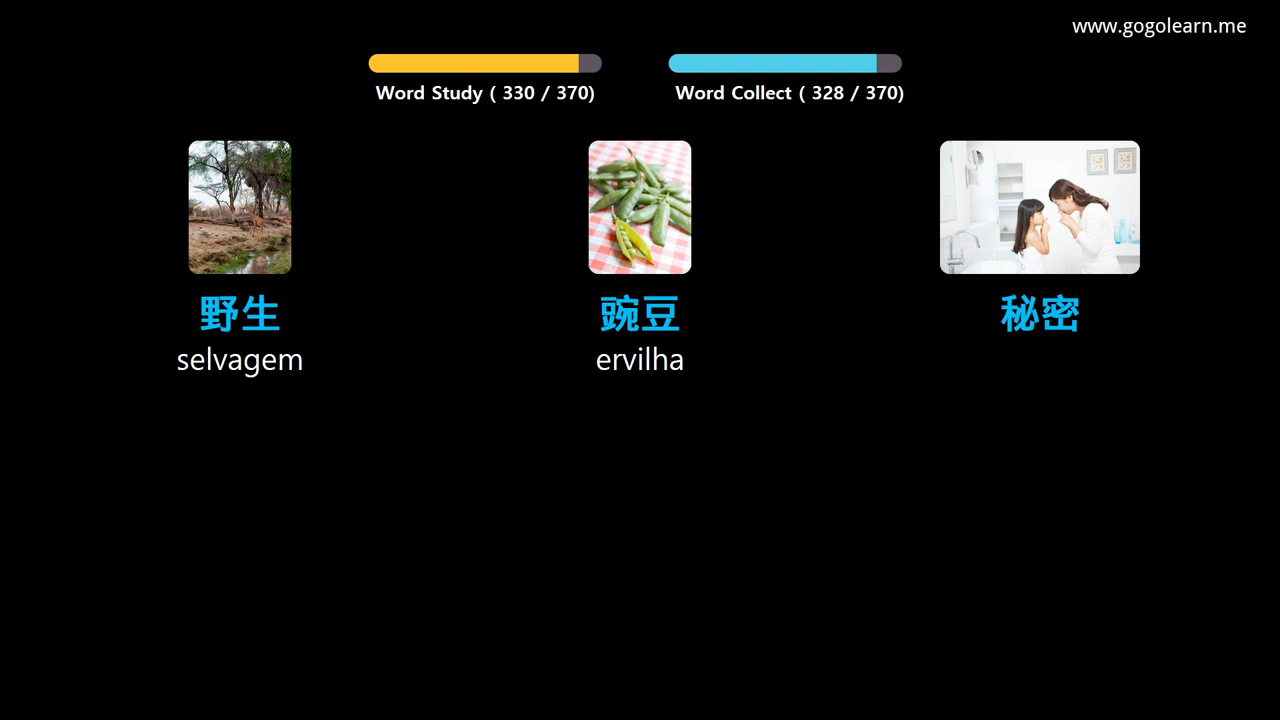 www.gogolearn.me
Word Study ( 330 / 370)
Word Collect ( 328 / 370)
野生
豌豆
秘密
selvagem
ervilha